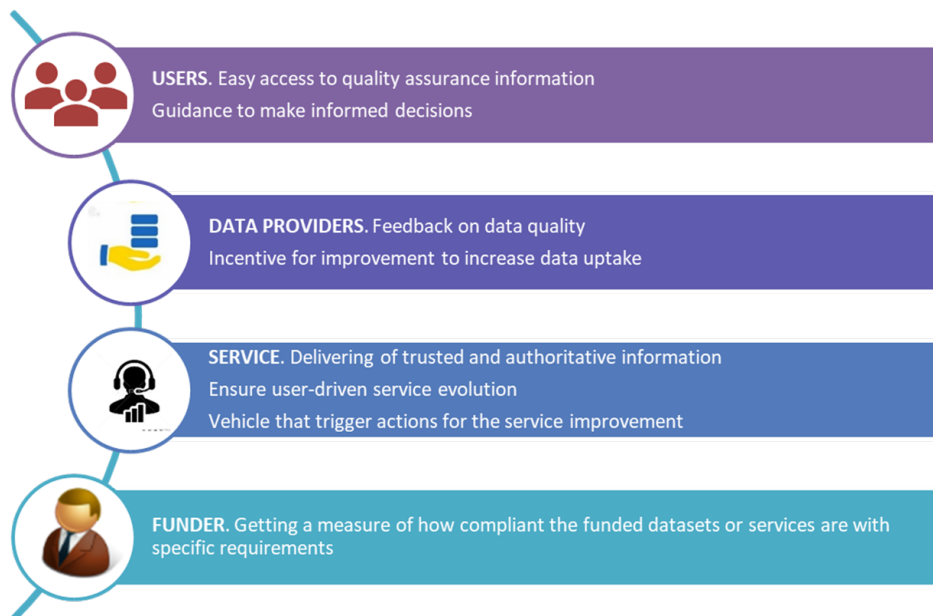 USERS. Easy access to quality assurance information
Guidance to make informed decisions
DATA PROVIDERS. Feedback on data quality
Incentive for improvement to increase data uptake
SERVICE. Delivering of trusted and authoritative information
Ensure user-driven service evolution
Vehicle that trigger actions for the service improvement
FUNDER. Getting a measure of how compliant the funded datasets or services are with
specific requirements